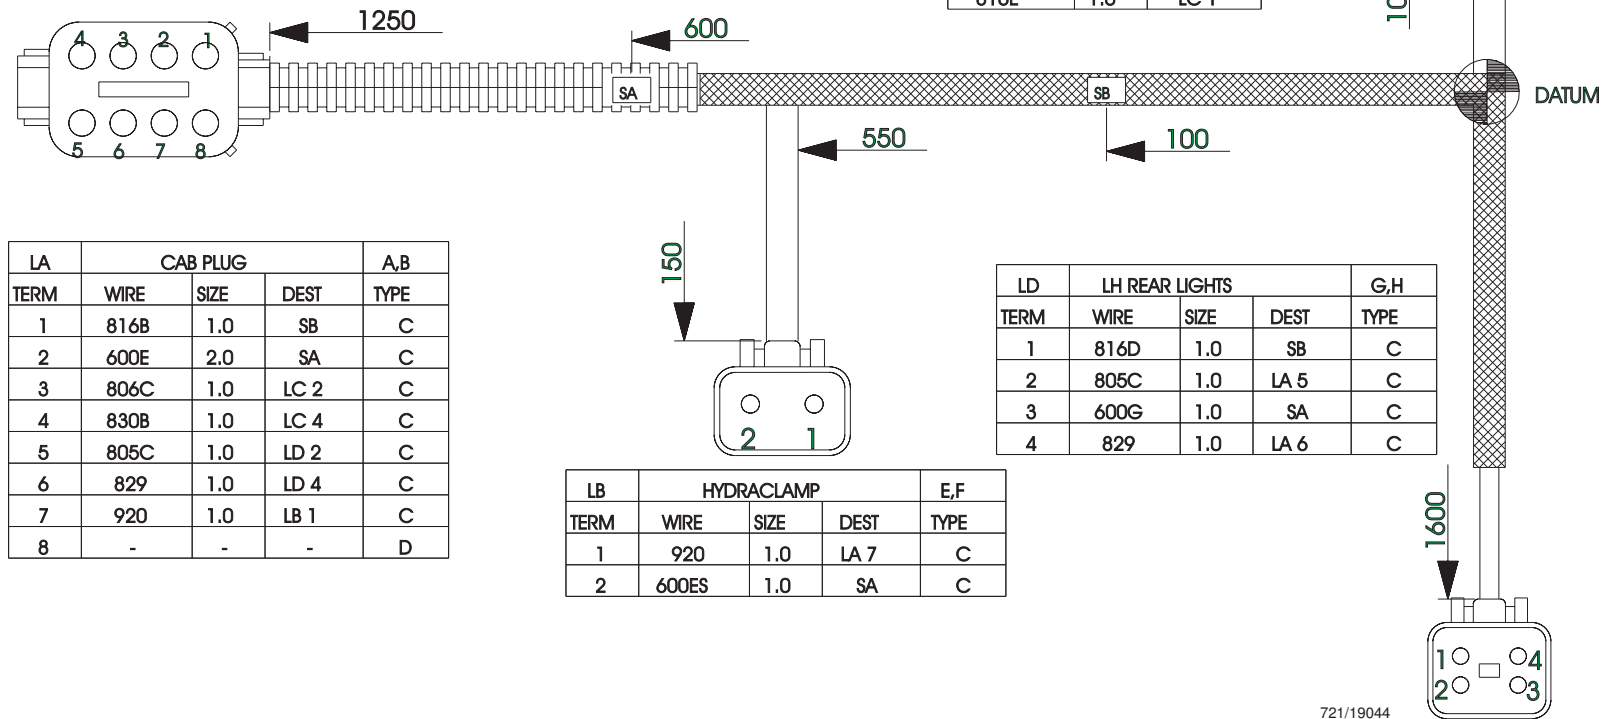 1250
600
10
4 3 2 1
5 6 7 8
SA
SB
DATUM
550
100
150
LA CAB PLUG A,B
TERM WIRE SIZE DEST TYPE
1 816B 1.0 SB C
2 600E 2.0 SA C
3 806C 1.0 LC 2 C
4 830B 1.0 LC 4 C
5 805C 1.0 LD 2 C
6 829 1.0 LD 4 C
7 920 1.0 LB 1 C
8 - - - D
2 1
LB HYDRACLAMP E,F
TERM WIRE SIZE DEST TYPE
1 920 1.0 LA 7 C
2 600ES 1.0 SA C
LD LH REAR LIGHTS G,H
TERM WIRE SIZE DEST TYPE
1 816D 1.0 SB C
2 805C 1.0 LA 5 C
3 600G 1.0 SA C
4 829 1.0 LA 6 C
1600
1 4
2 3
721/19044